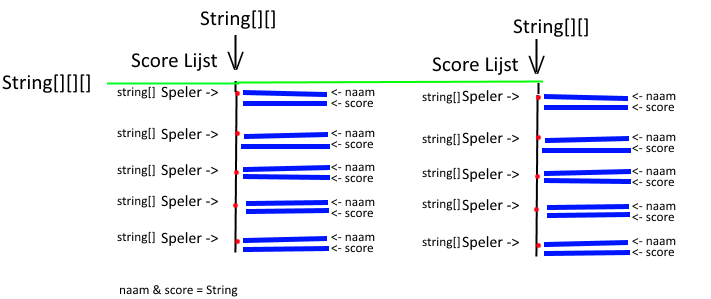 String[][]
String[][]
Score Lijst
Score Lijst
String[][][]
string[] Speler -> <- naam
<- score
string[] Speler -> <- naam
<- score
string[] Speler -> <- naam
<- score
string[] Speler -> <- naam
<- score
string[] Speler -> <- naam
<- score
string[] Speler -> <- naam
<- score
string[] Speler -> <- naam
<- score
string[] Speler -> <- naam
<- score
string[] Speler -> <- naam
<- score
string[] Speler -> <- naam
<- score
naam & score = String